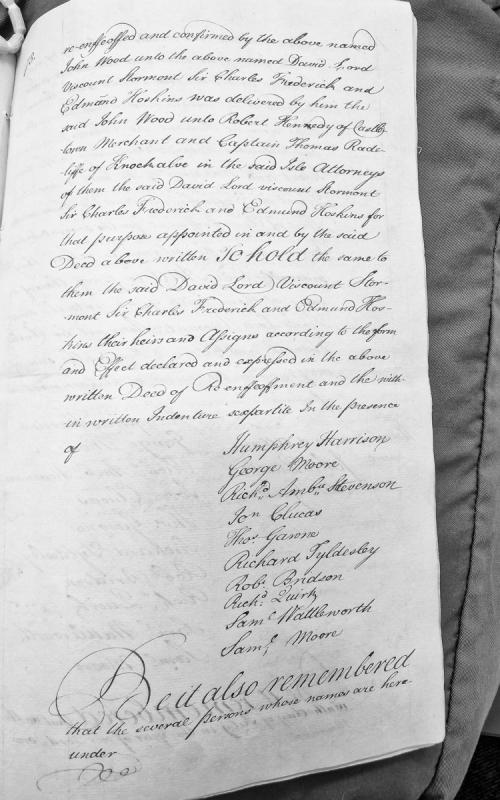 re-enffeoffed and confirmed by the above named
John Wood unto the above named David Lord
Viscount Stormont Sir Charles Frederick and
Edmund Hoskins was delivered by him the
said John Wood unto Robert Kennedy of Castle-
town Merchant and Captain Thomas Rade-
liffe of Knockalve in the said Isle Attorneys
of them the said David Lord viscount Stormont
Sir Charles Frederick and Edmund Hoskins for
that purpose appointed in and by the said
Deed above written To hold the same to
them the said David Lord Viscount Stor-
mont Sir Charles Frederick and Edmund Hos-
kins their heirs and Assigns according to the form
and Effect declared and expressed in the above
written Deed of Re-enffeoffment and the with-
in written Indenture sexpartite In the presence
of
Humphrey Harrison
George Moore
Richd. Ambse. Stevenson
Jon Clucas
Thos. Gawne
Richard Tyldesley
Robt. Bridson
Richd. Quirk
Saml. Wattleworth
Saml. Moore
Be it also remembered
that the several persons whose names are here-
under